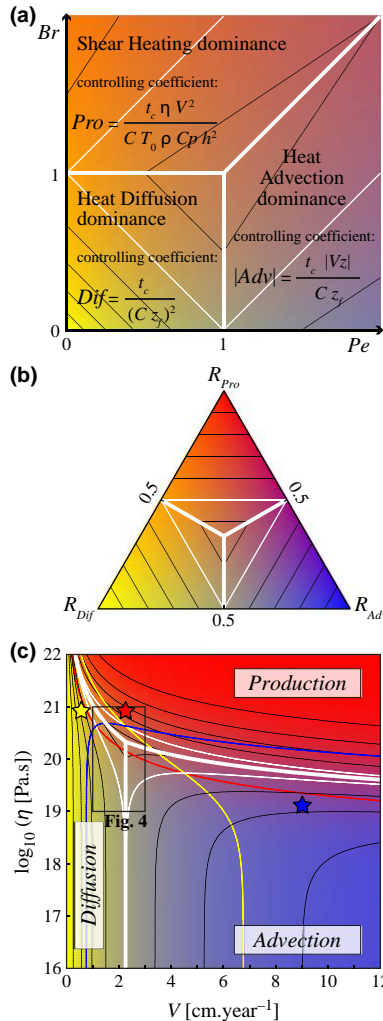 (a)
Br
Shear Heating dominance
controlling coefficient:
Pro = t_c η V² / C T₀ ρ Cp h²
1
Heat Diffusion
dominance
controlling coefficient:
Dif = t_c / (C z_f)²
Heat
Advection
dominance
controlling coefficient:
|Adv| = t_c |Vz| / C z_f
0
0
1
Pe
(b)
R_Pro
0.5
0.5
R_Dif
0.5
R_Adv
(c)
22
21
20
19
18
17
16
log₁₀ (η [Pa.s])
Production
Fig. 4
Diffusion
Advection
0 2 4 6 8 10 12
V [cm.year⁻¹]